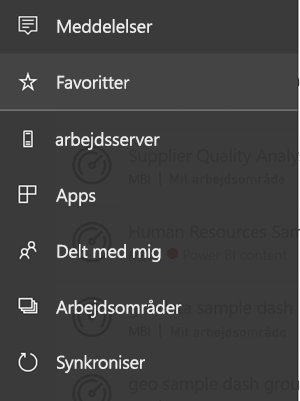 Meddelelser
Favoritter
arbejdsserver
Supplier Quality Analy
MBI | Mit arbejdsområde
Apps
Human Resources Sam
Power BI content
Delt med mig
Arbejdsområder
sample dash
MBI | Mit arbejdsområde
Synkroniser
geo sample dash grou